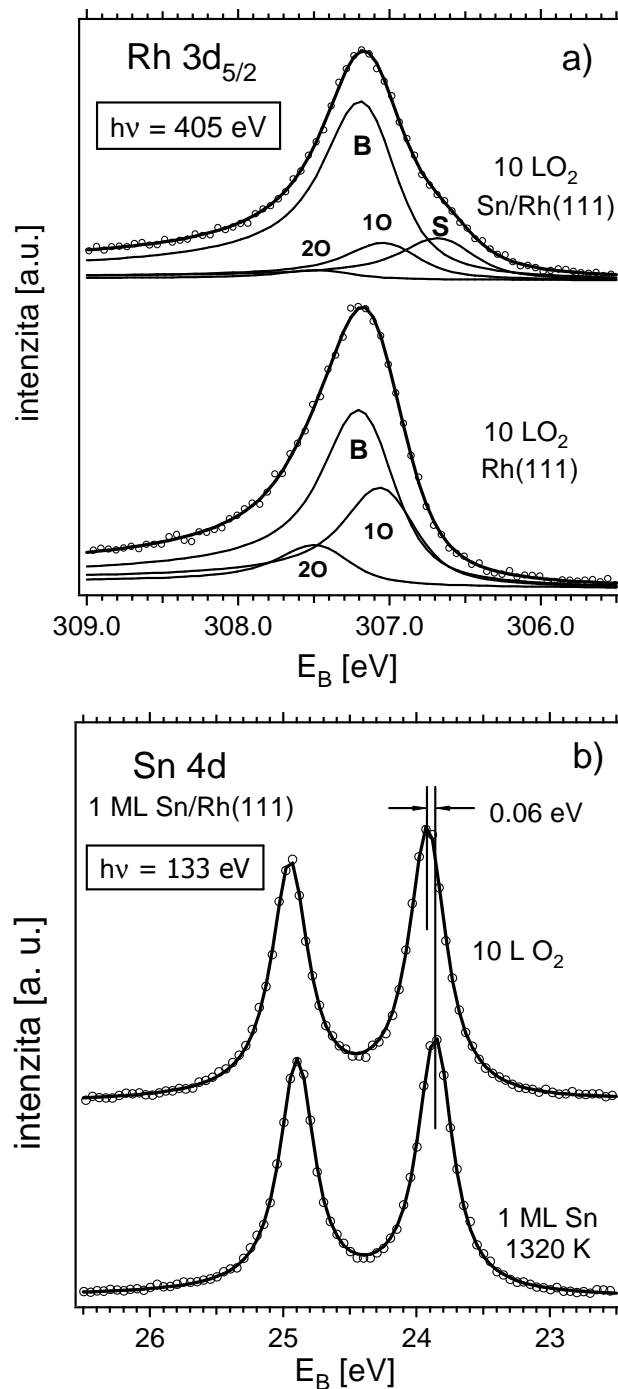 Rh 3d₅/₂
a)
hν = 405 eV
B
10 LO₂
Sn/Rh(111)
S
1O
2O
intenzita [a.u.]
10 LO₂
Rh(111)
B
1O
2O
309.0 308.0 307.0 306.0
E_B [eV]
Sn 4d
b)
1 ML Sn/Rh(111)
0.06 eV
hν = 133 eV
10 L O₂
intenzita [a. u.]
1 ML Sn
1320 K
26 25 24 23
E_B [eV]